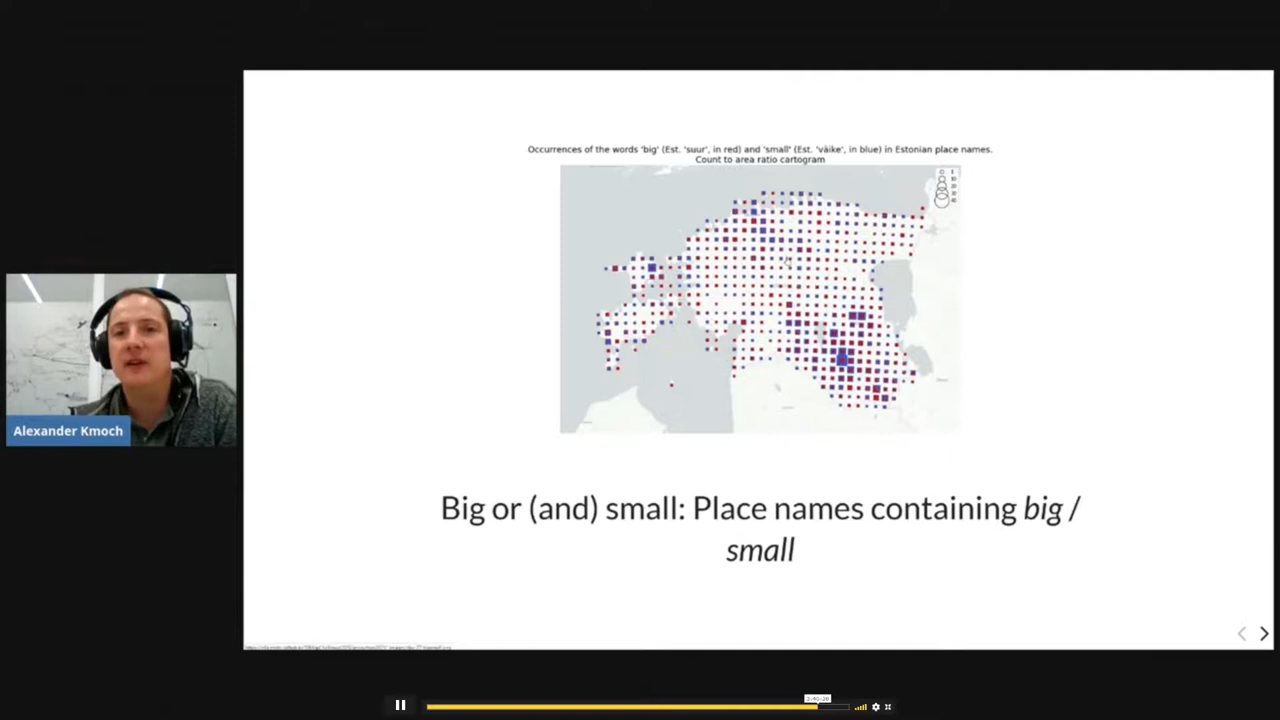 Occurrences of the words 'big' (Est. 'suur', in red) and 'small' (Est. 'väike', in blue) in Estonian place names.
Count to area ratio cartogram
Alexander Kmoch
Big or (and) small: Place names containing big /
small